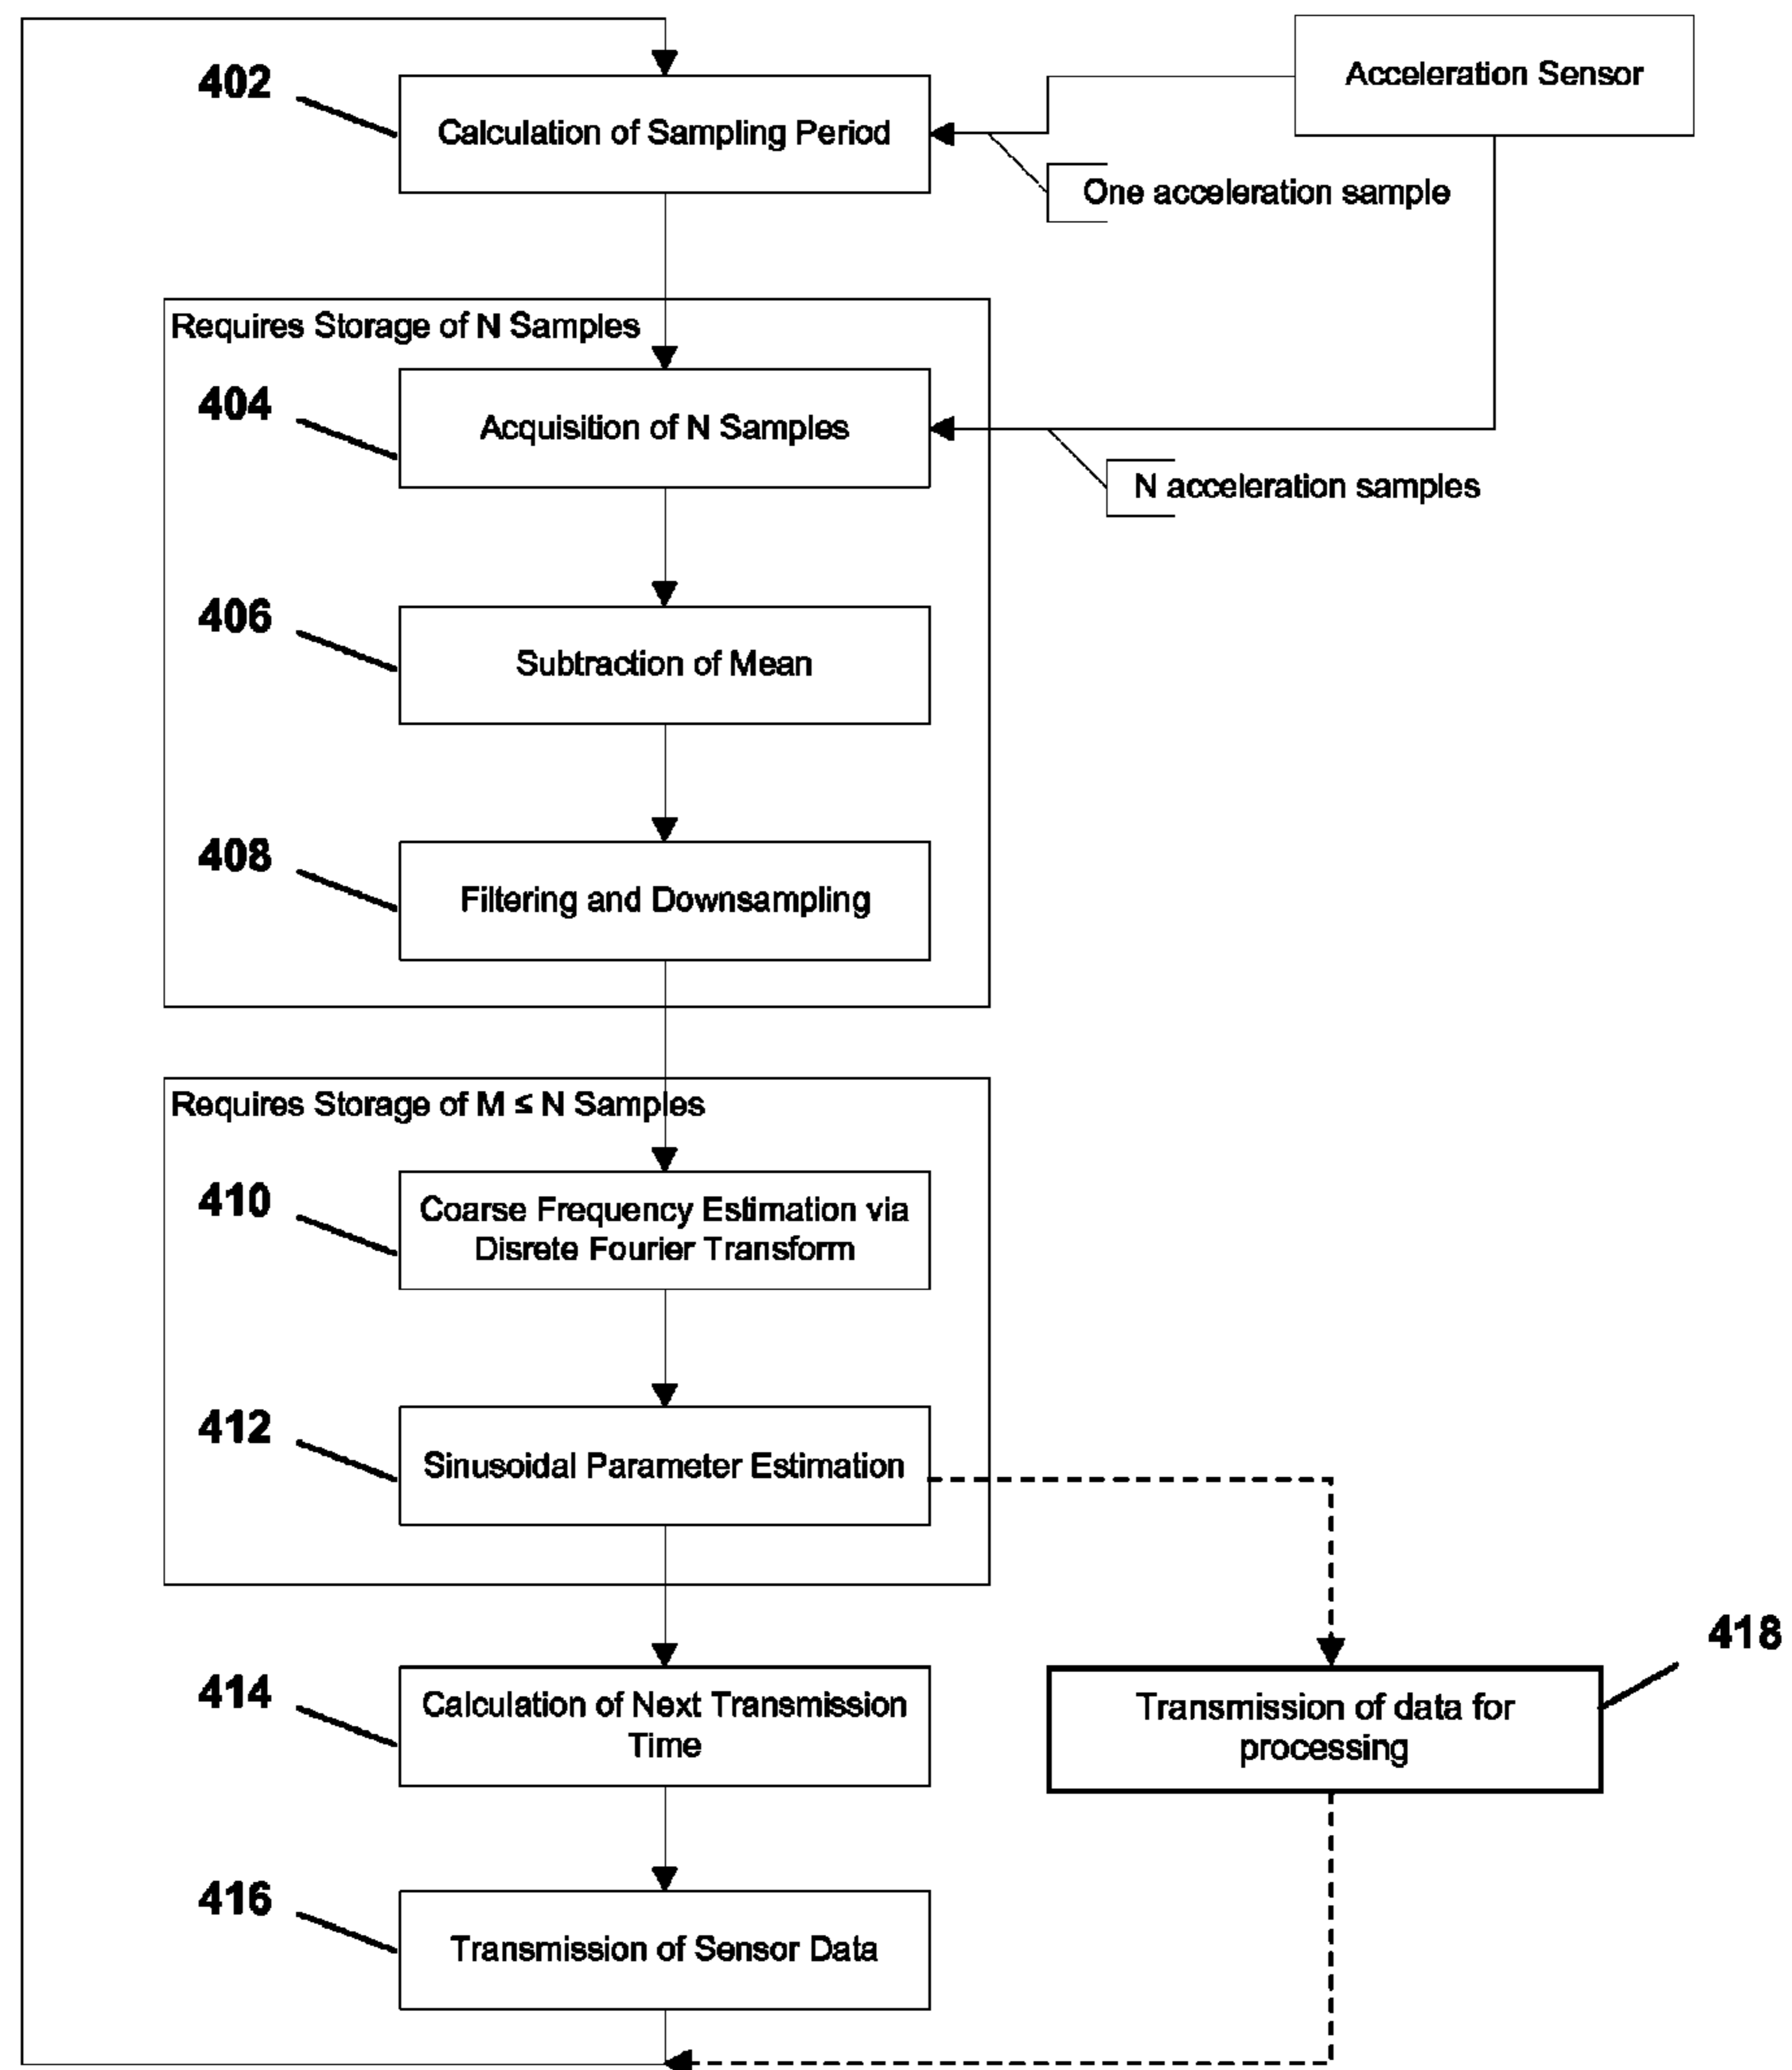 Acceleration Sensor
402
Calculation of Sampling Period
One acceleration sample
Requires Storage of N Samples
404
Acquisition of N Samples
N acceleration samples
406
Subtraction of Mean
408
Filtering and Downsampling
Requires Storage of M ≤ N Samples
410
Coarse Frequency Estimation via
Disrete Fourier Transform
412
Sinusoidal Parameter Estimation
414
Calculation of Next Transmission
Time
418
Transmission of data for
processing
416
Transmission of Sensor Data